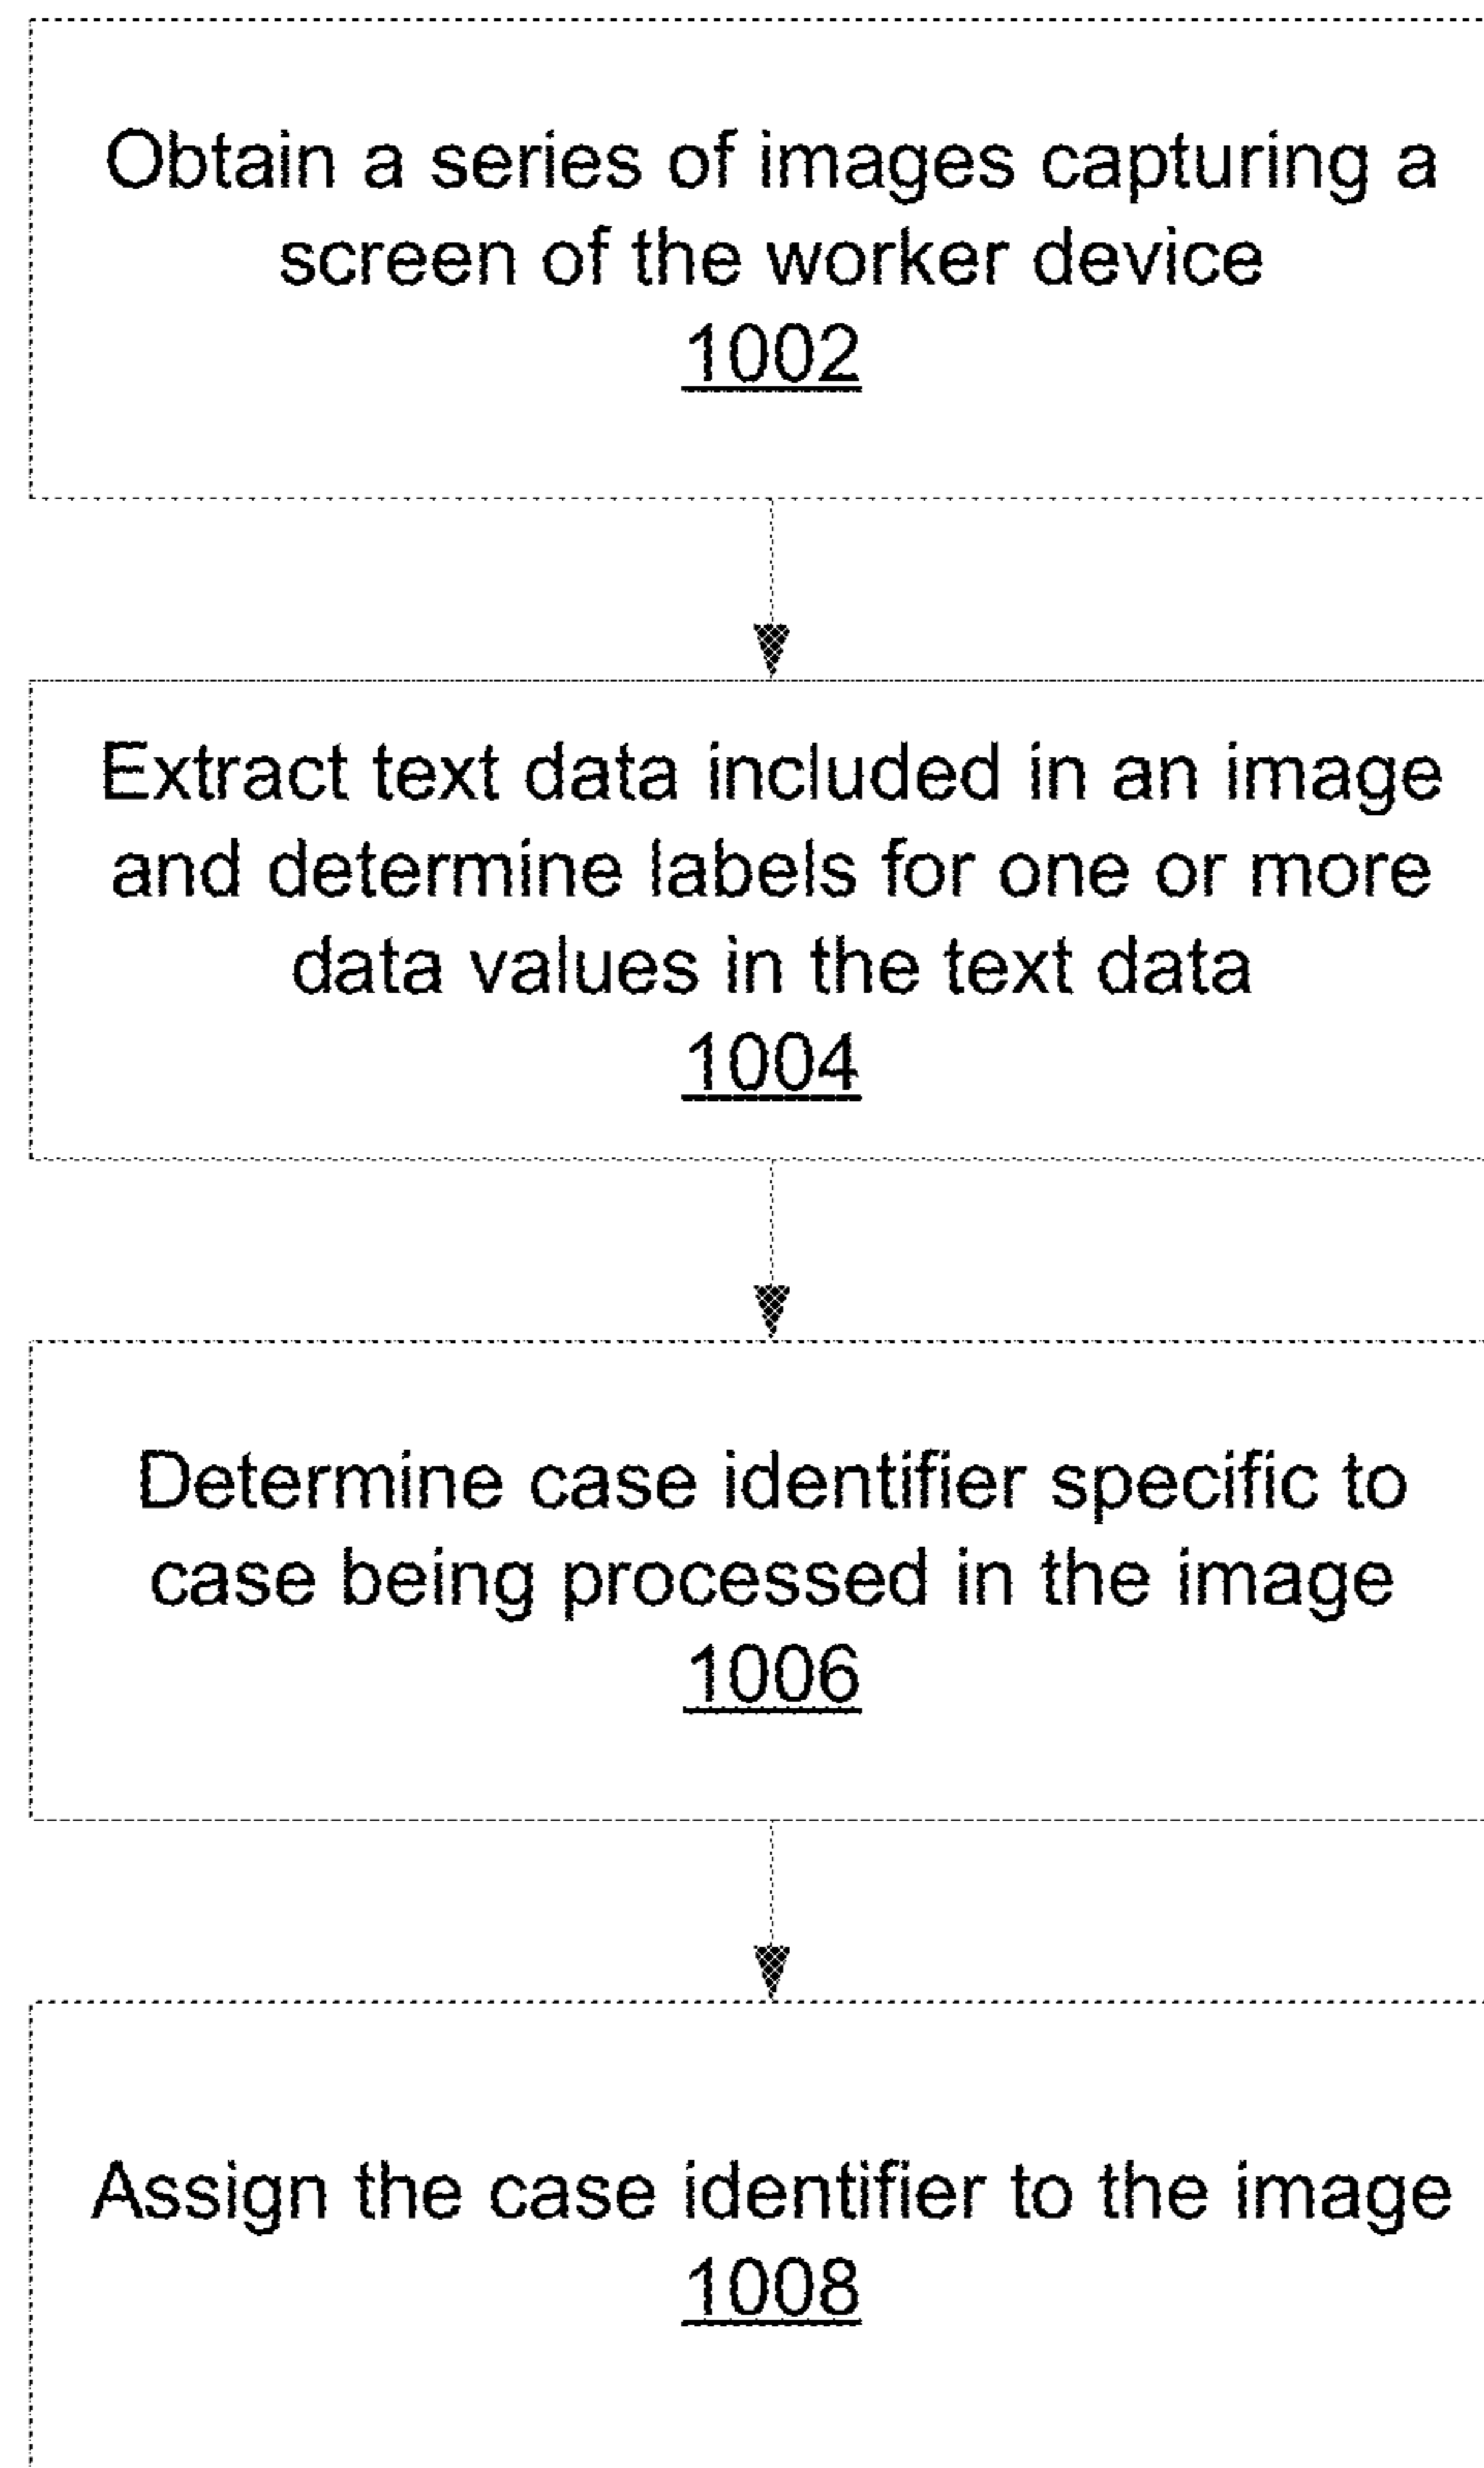 Obtain a series of images capturing a
screen of the worker device
1002
Extract text data included in an image
and determine labels for one or more
data values in the text data
1004
Determine case identifier specific to
case being processed in the image
1006
Assign the case identifier to the image
1008